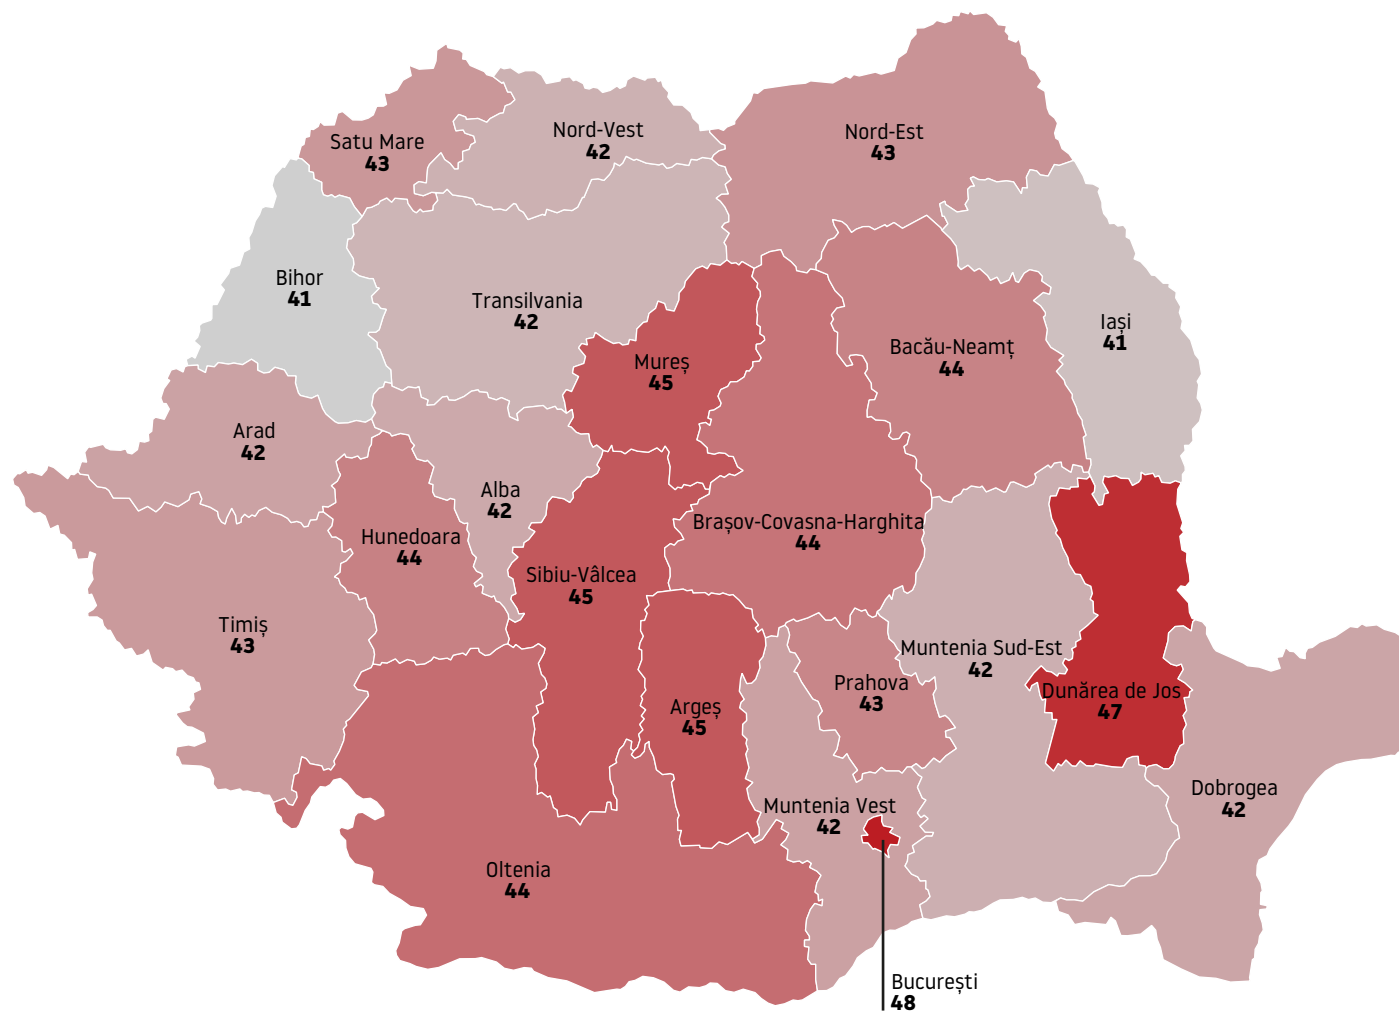 Nord-Vest
42
Nord-Est
43
Satu Mare
43
Bihor
41
Transilvania
42
Iași
41
Bacău-Neamț
44
Mureș
45
Arad
42
Alba
42
Brașov-Covasna-Harghita
44
Hunedoara
44
Sibiu-Vâlcea
45
Timiș
43
Muntenia Sud-Est
42
Prahova
43
Dunărea de Jos
47
Argeș
45
Dobrogea
42
Muntenia Vest
42
Oltenia
44
București
48